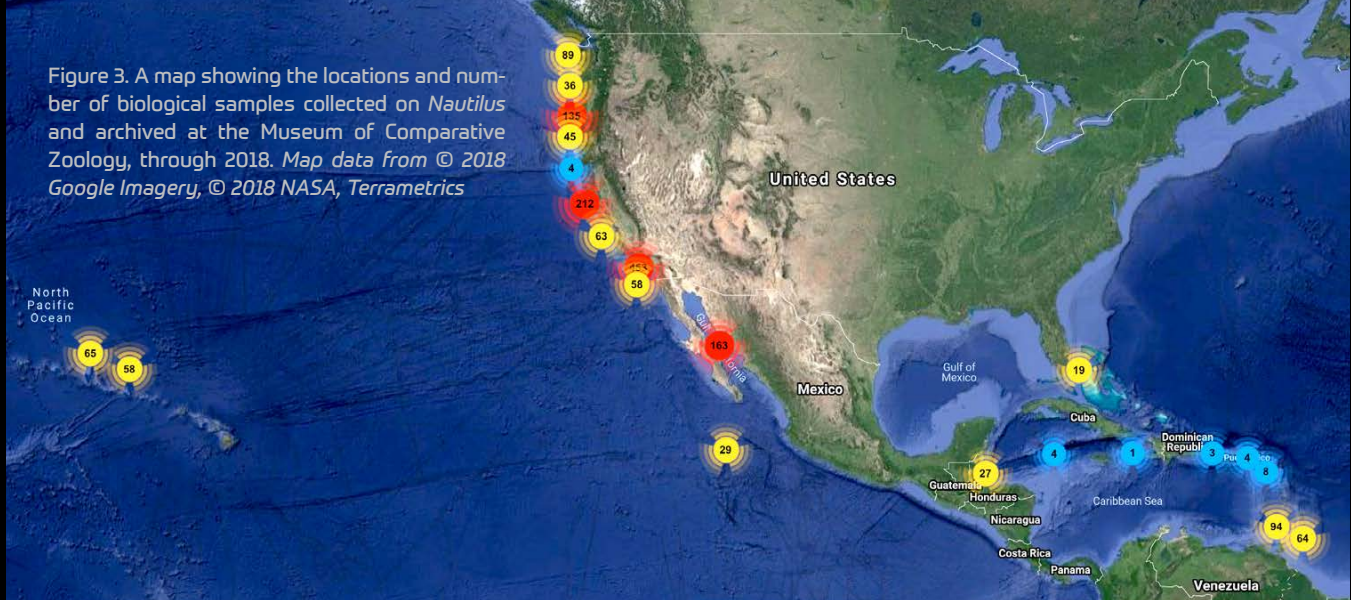 Figure 3. A map showing the locations and num-
ber of biological samples collected on Nautilus
and archived at the Museum of Comparative
Zoology, through 2018. Map data from © 2018
Google Imagery, © 2018 NASA, Terrametrics
89
36
135
45
4
212
63
58
163
29
65
58
North
Pacific
Ocean
United States
Mexico
Gulf of
Mexico
19
Cuba
Dominican
4
1
3
4
8
27
Guatemala
Honduras
Caribbean Sea
Nicaragua
94
64
Costa Rica
Panama
Venezuela